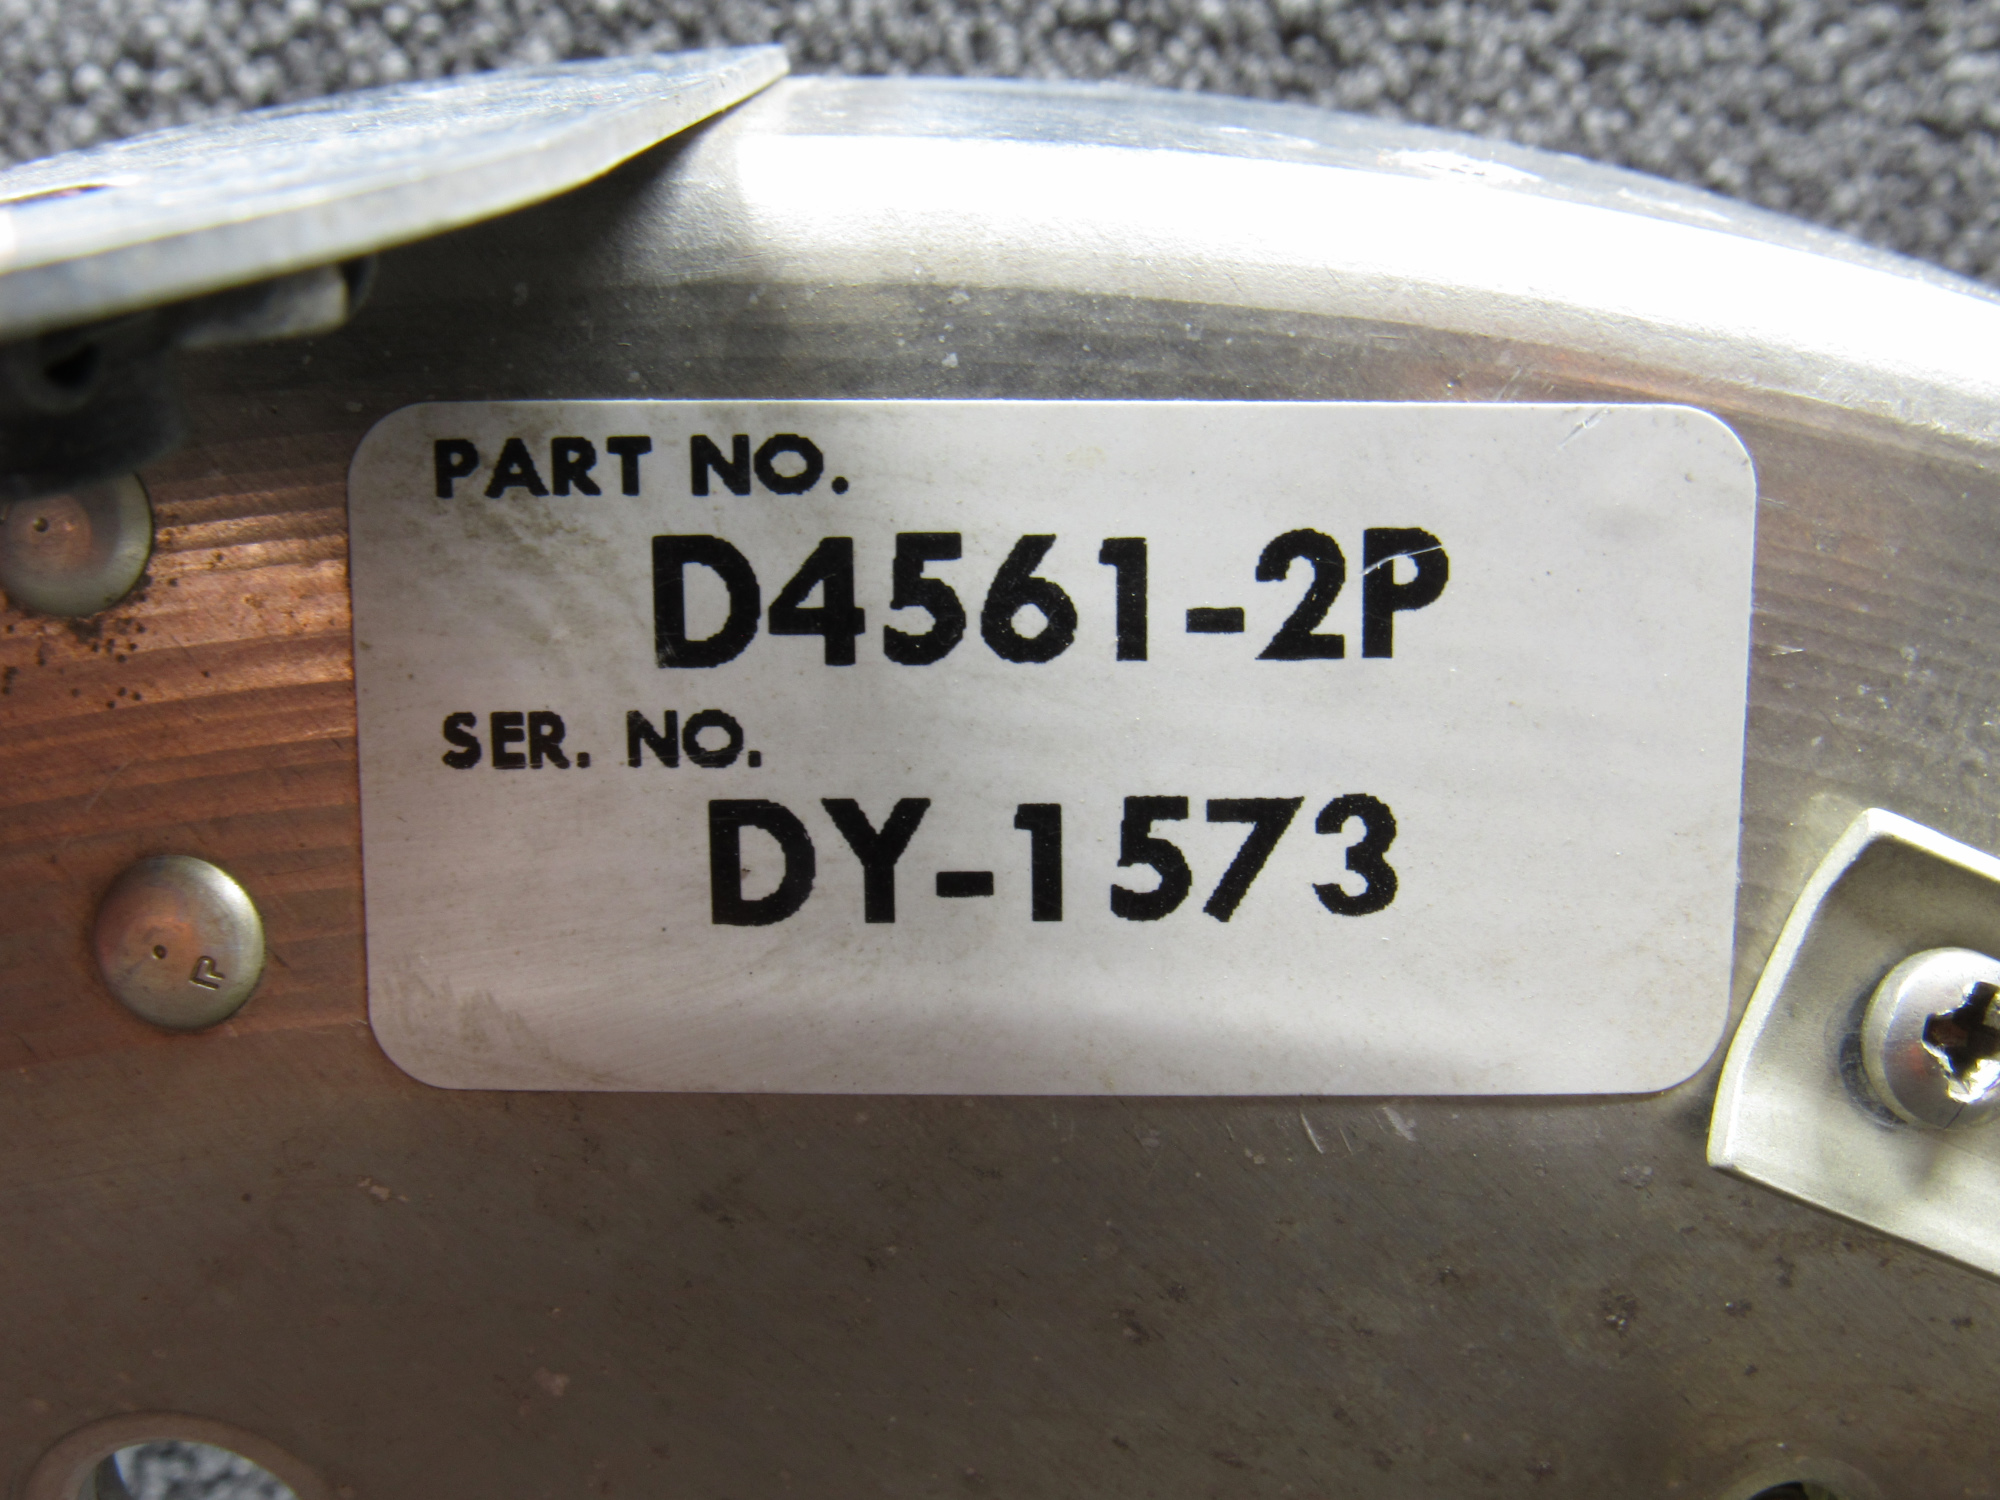 PART NO.
D4561-2P
SER. NO.
DY-1573